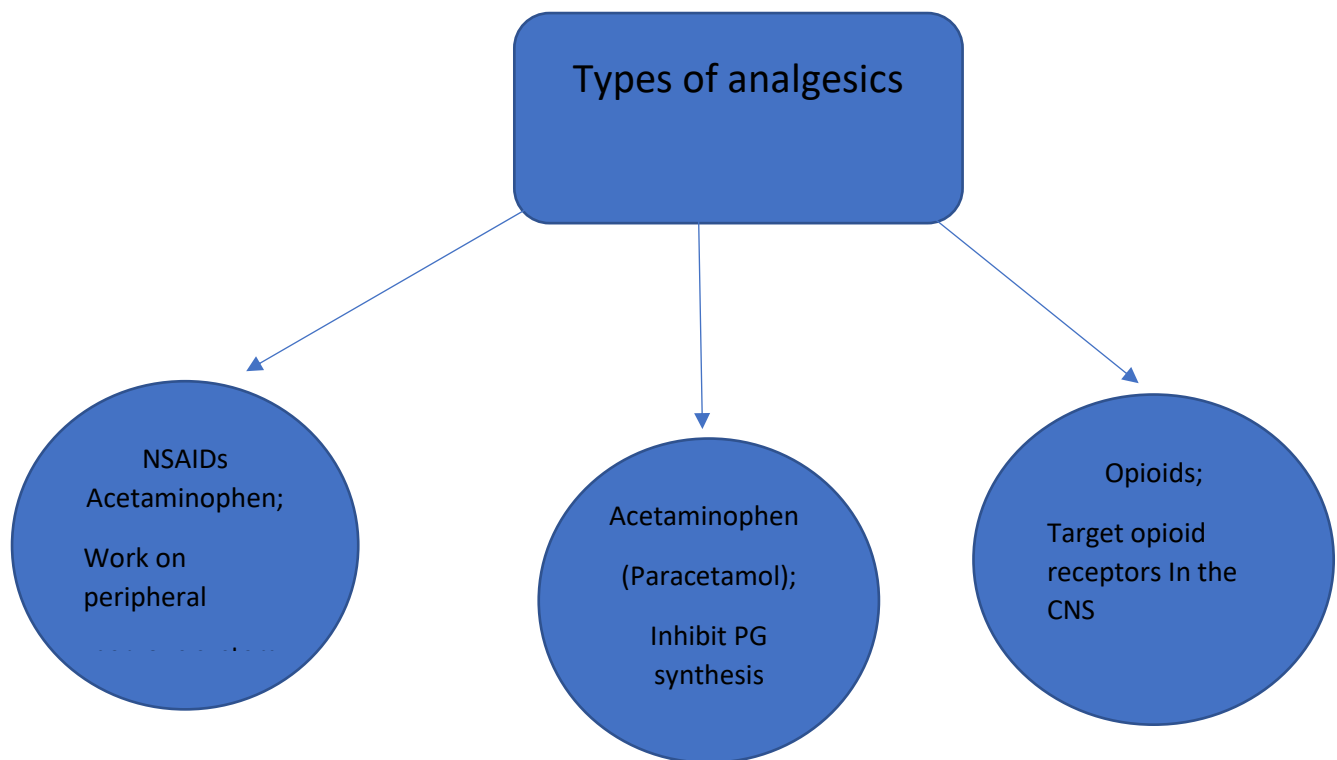 Types of analgesics
NSAIDs
Acetaminophen;
Work on
peripheral
Acetaminophen
(Paracetamol);
Inhibit PG
synthesis
Opioids;
Target opioid
receptors In the
CNS